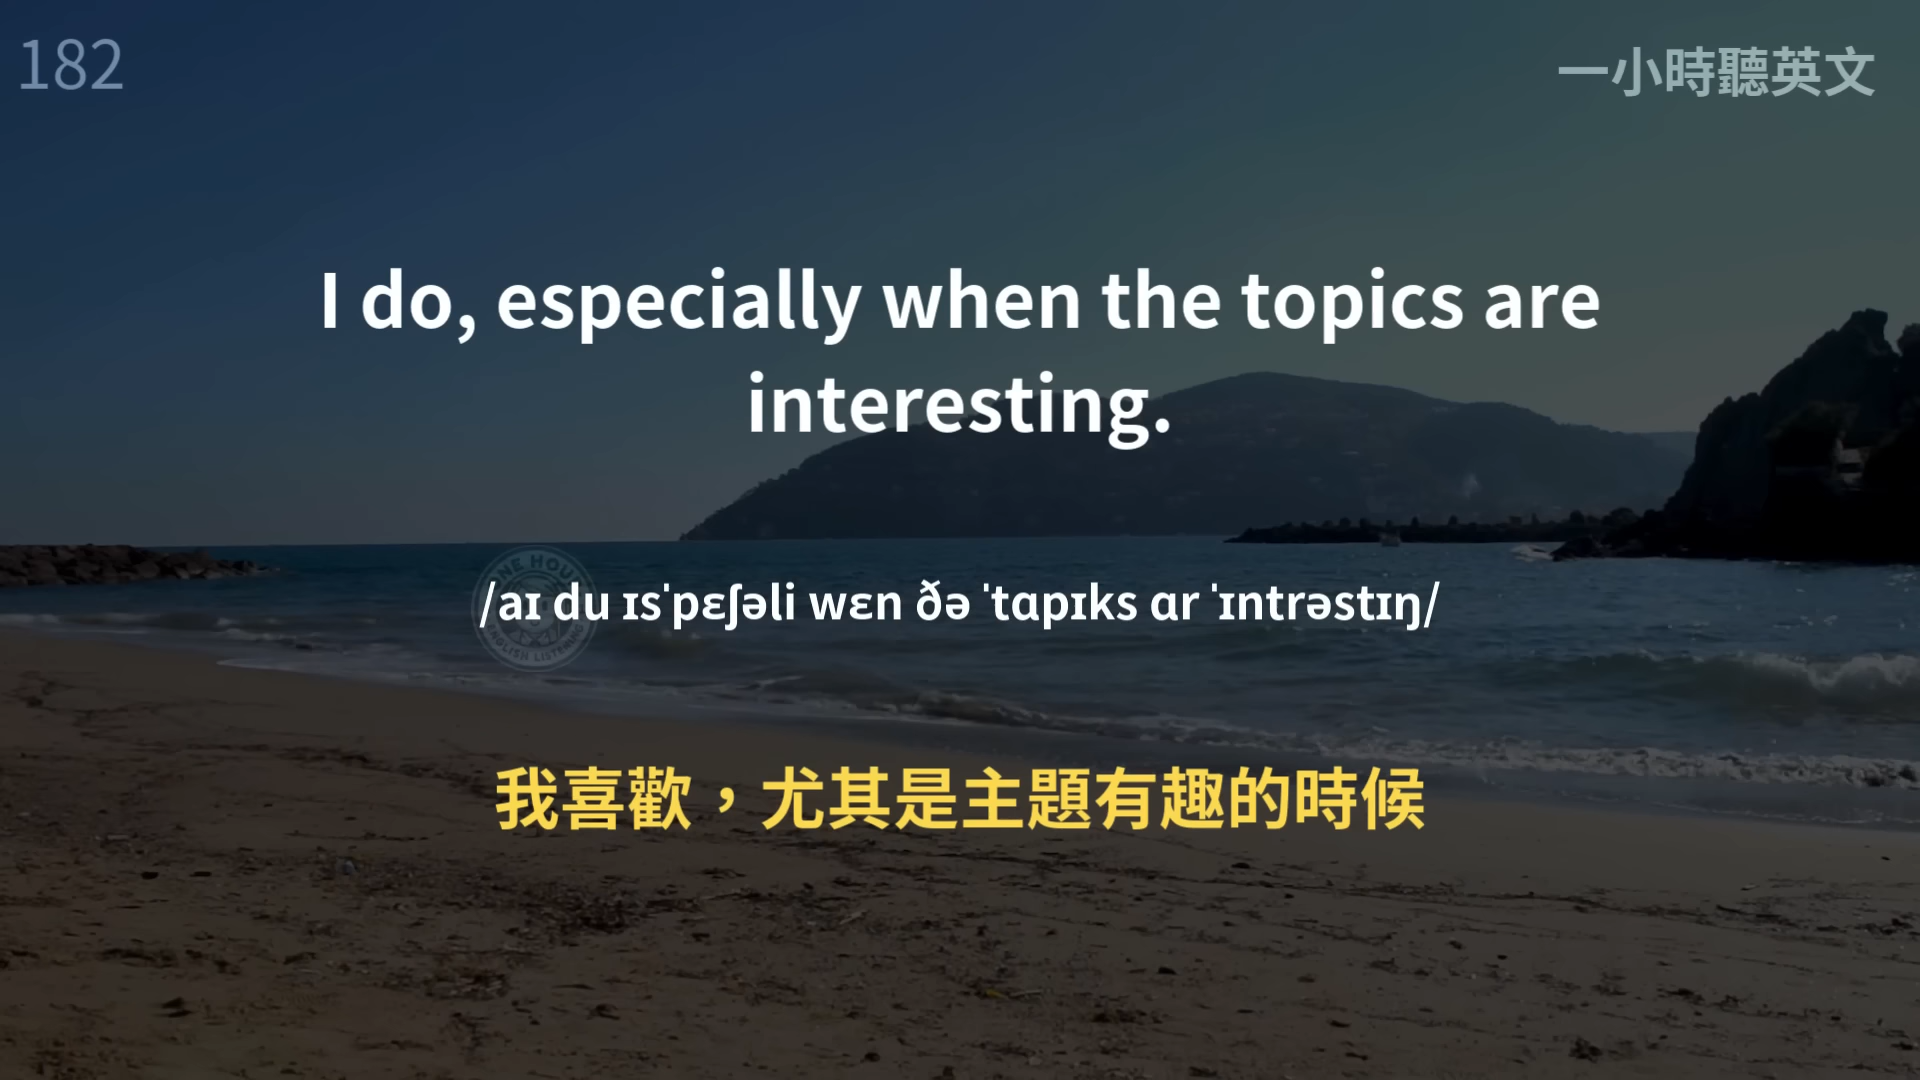 182
一小時聽英文
I do, especially when the topics are
interesting.
/aɪ du ɪsˈpɛʃəli wɛn ðə ˈtɑpɪks ɑr ˈɪntrəstɪŋ/
我喜歡，尤其是主題有趣的時候